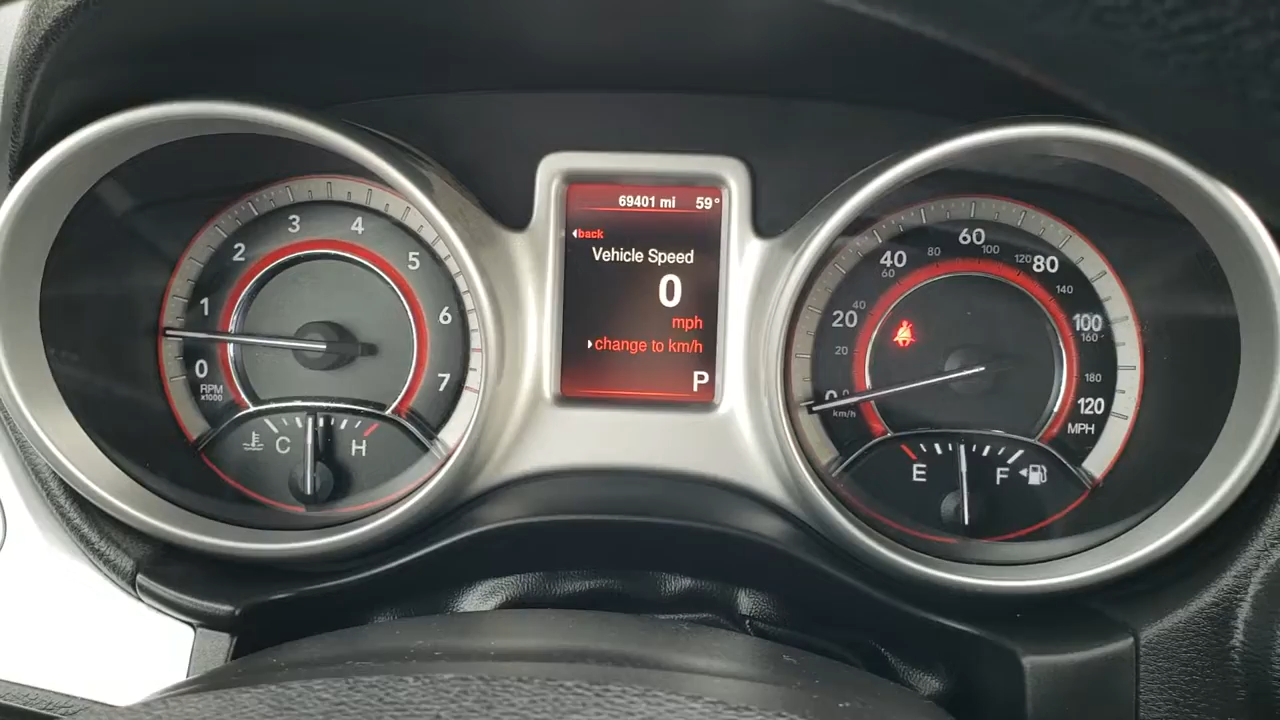 0
1
2
3
4
5
6
7
RPM
x1000
C H
69401 mi 59°
back
Vehicle Speed
0
mph
change to km/h
P
0 20 40 60 80 100 120
MPH
0 20 40 60 80 100 120 140 160 180
km/h
E F